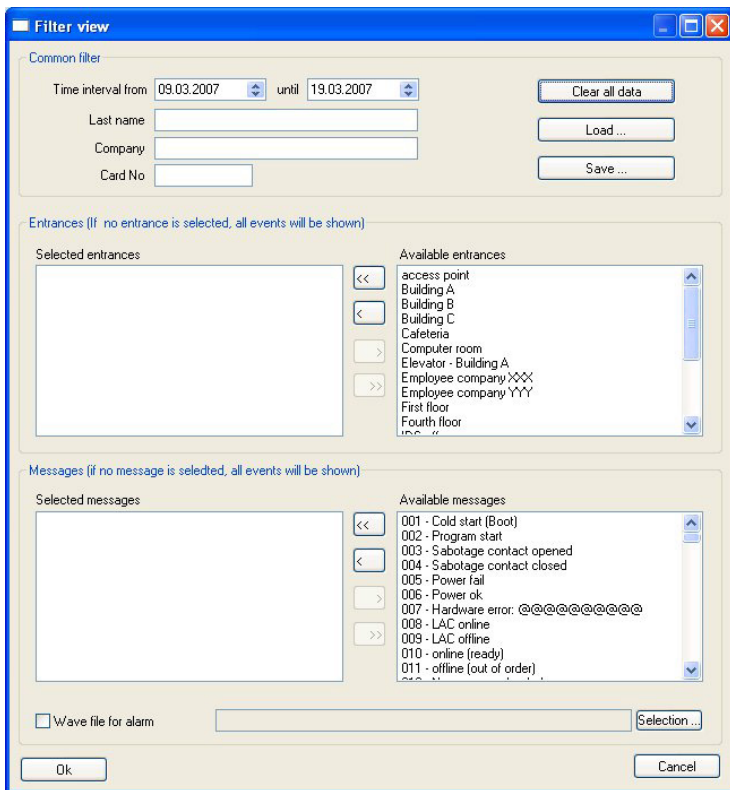 Filter view
Common filter
Time interval from 09.03.2007 until 19.03.2007 Clear all data
Last name
Load ...
Company
Card No
Save ...
Entrances (If no entrance is selected, all events will be shown)
Selected entrances
<<
<
>
>>
Available entrances
access point
Building A
Building B
Building C
Cafeteria
Computer room
Elevator - Building A
Employee company XXX
Employee company YYY
First floor
Fourth floor
Messages (if no message is seledted, all events will be shown)
Selected messages
<<
<
>
>>
Available messages
001 - Cold start (Boot)
002 - Program start
003 - Sabotage contact opened
004 - Sabotage contact closed
005 - Power fail
006 - Power ok
007 - Hardware error: @@@@@@@@@@
008 - LAC online
009 - LAC offline
010 - online (ready)
011 - offline (out of order)
Wave file for alarm Selection ...
Ok Cancel